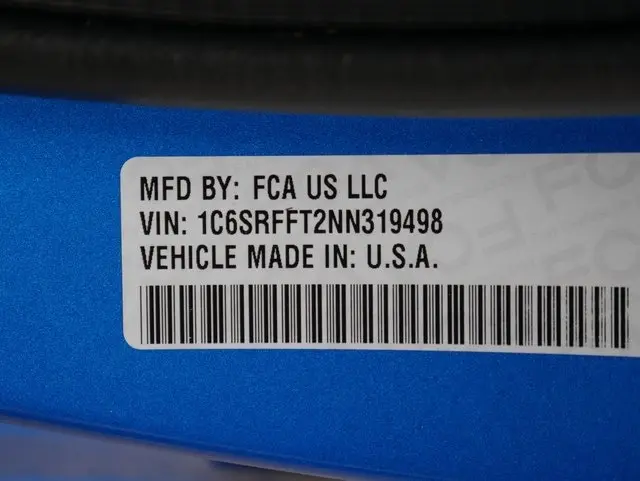 MFD BY: FCA US LLC
VIN: 1C6SRFFT2NN319498
VEHICLE MADE IN: U.S.A.